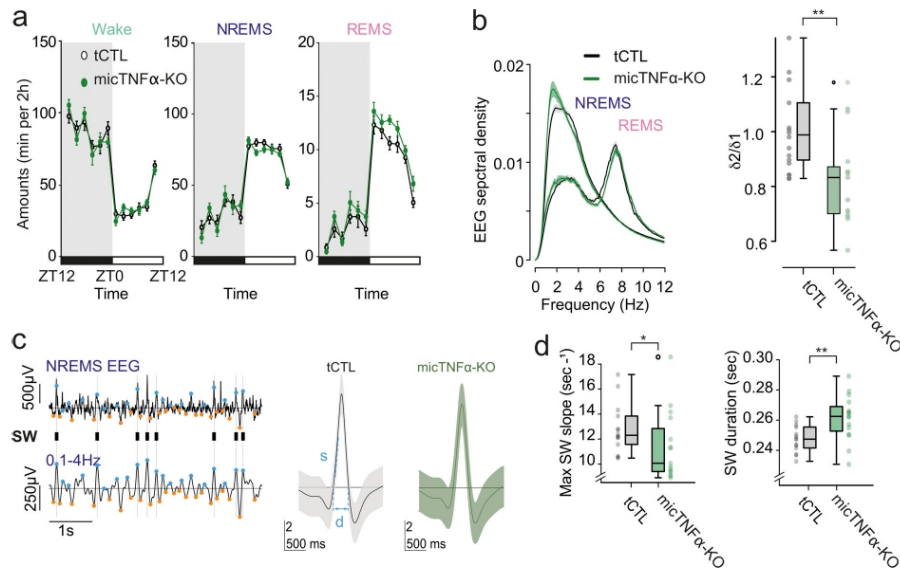 a
Wake
NREMS
REMS
tCTL
micTNFα-KO
Amounts (min per 2h)
150
100
50
0
150
100
50
0
20
15
10
5
0
ZT12
ZT0
ZT12
Time
Time
Time
b
tCTL
micTNFα-KO
NREMS
REMS
EEG sepctral density
0.02
0.01
0
0 2 4 6 8 10 12
Frequency (Hz)
**
δ2/δ1
1.2
1.0
0.8
0.6
tCTL
micTNFα-KO
c
NREMS EEG
500µV
SW
0.1-4Hz
250µV
1s
tCTL
s
d
2
500 ms
micTNFα-KO
2
500 ms
d
*
Max SW slope (sec -1)
18
16
13
12
10
tCTL
micTNFα-KO
**
SW duration (sec)
0.30
0.28
0.26
0.24
tCTL
micTNFα-KO